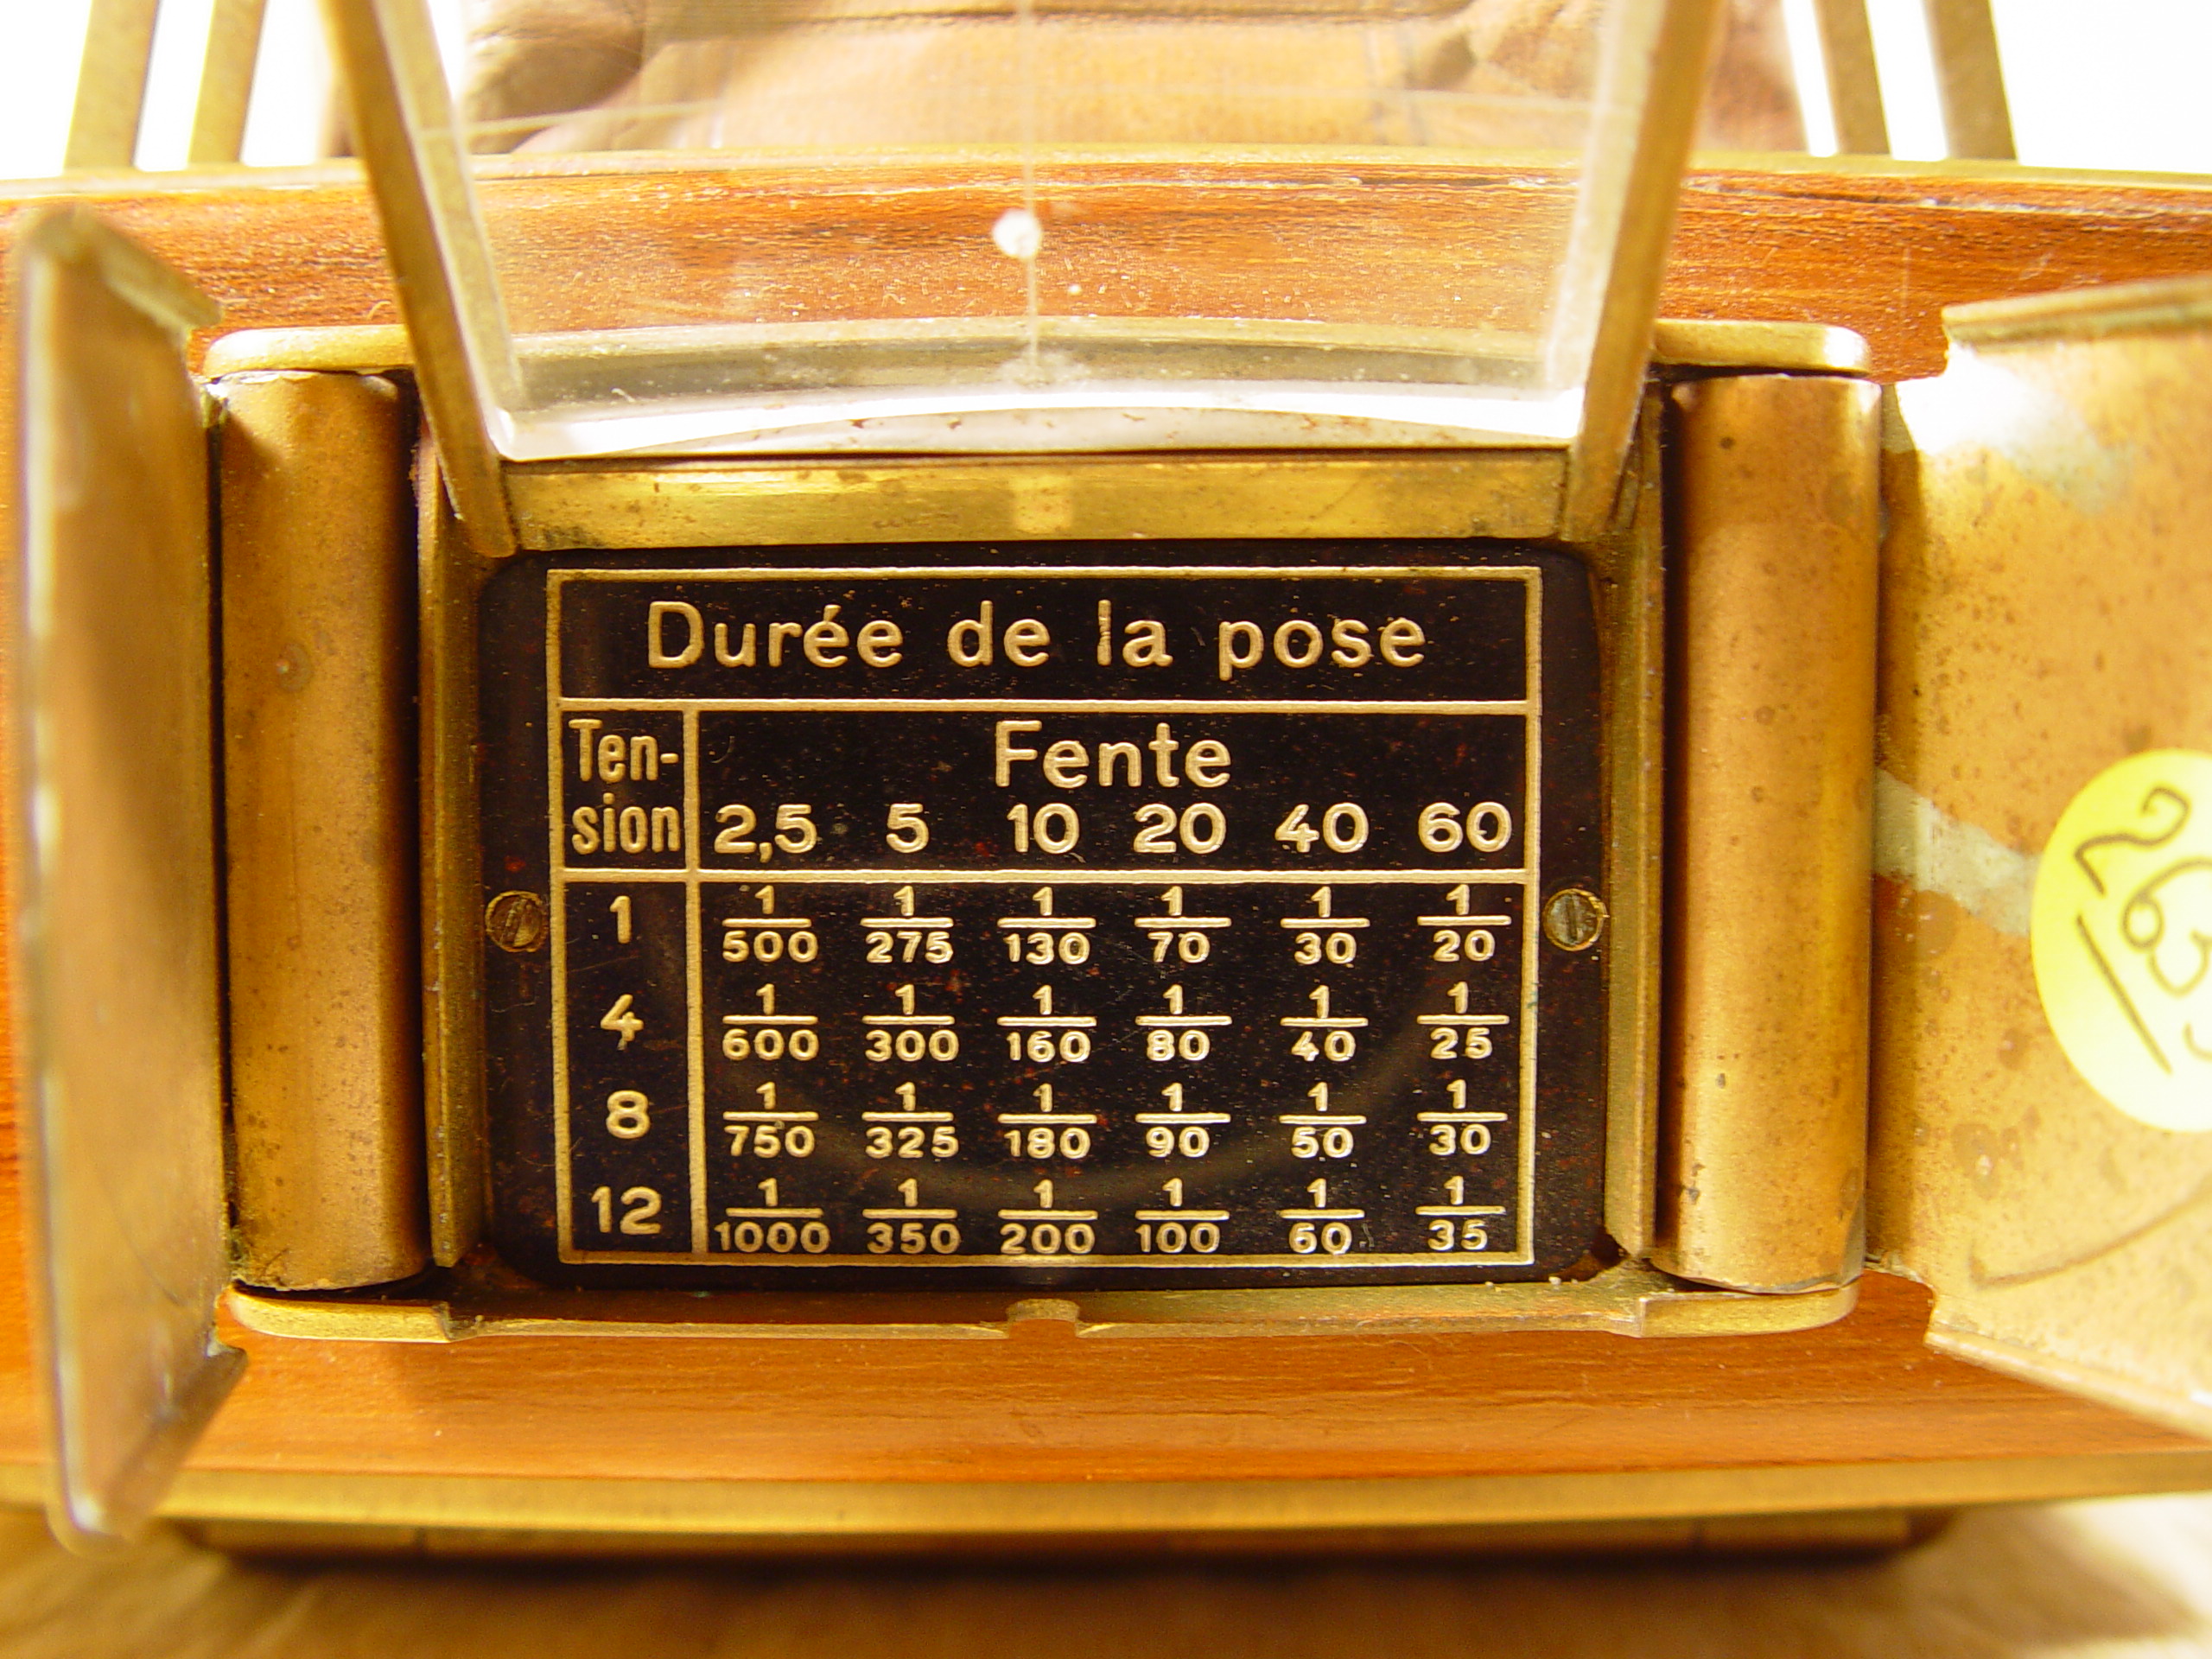 Durée de la pose
Ten-
sion
Fente
2,5 5 10 20 40 60
1 1/500 1/275 1/130 1/70 1/30 1/20
4 1/600 1/300 1/160 1/80 1/40 1/25
8 1/750 1/325 1/180 1/90 1/50 1/30
12 1/1000 1/350 1/200 1/100 1/60 1/35